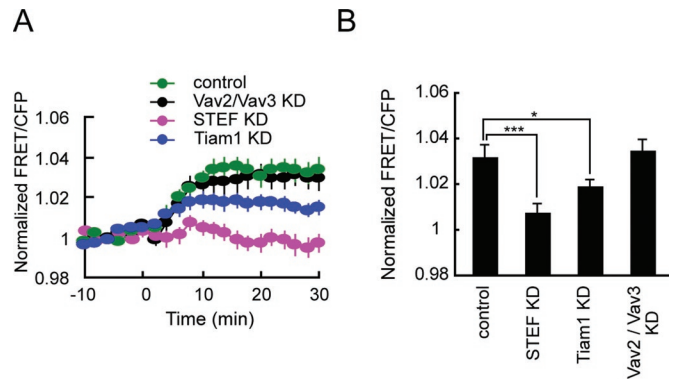 A
control
Vav2/Vav3 KD
STEF KD
Tiam1 KD
Normalized FRET/CFP
1.06
1.04
1.02
1
0.98
-10 0 10 20 30
Time (min)
B
Normalized FRET/CFP
1.06
1.04
1.02
1
0.98
*
***
control
STEF KD
Tiam1 KD
Vav2 / Vav3
KD